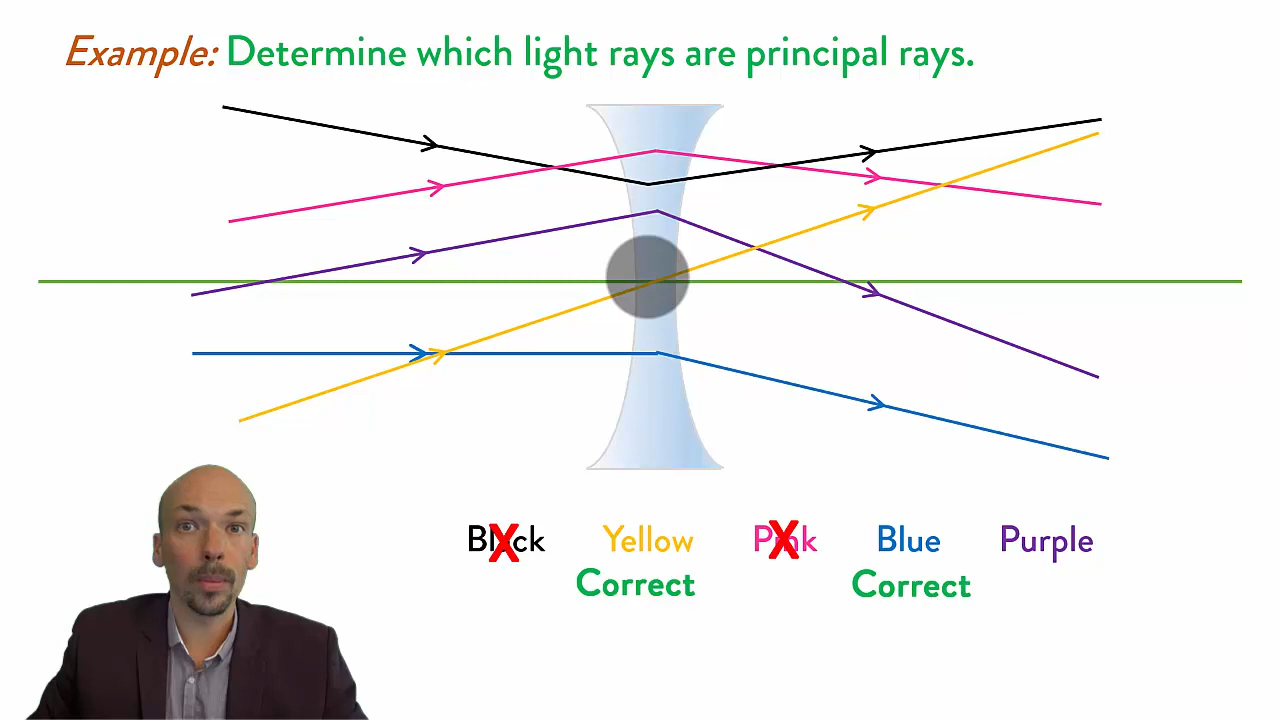 Example: Determine which light rays are principal rays.
Black Yellow Pink Blue Purple
X X
Correct Correct